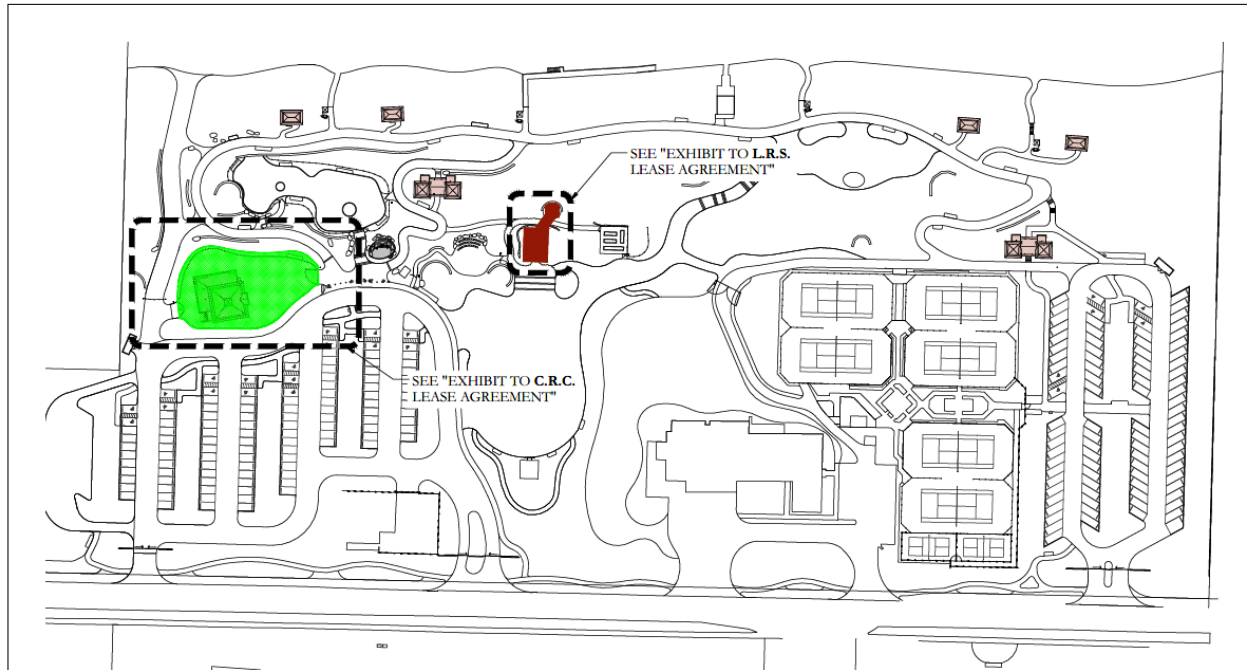 SEE "EXHIBIT TO L.R.S.
LEASE AGREEMENT"
SEE "EXHIBIT TO C.R.C.
LEASE AGREEMENT"